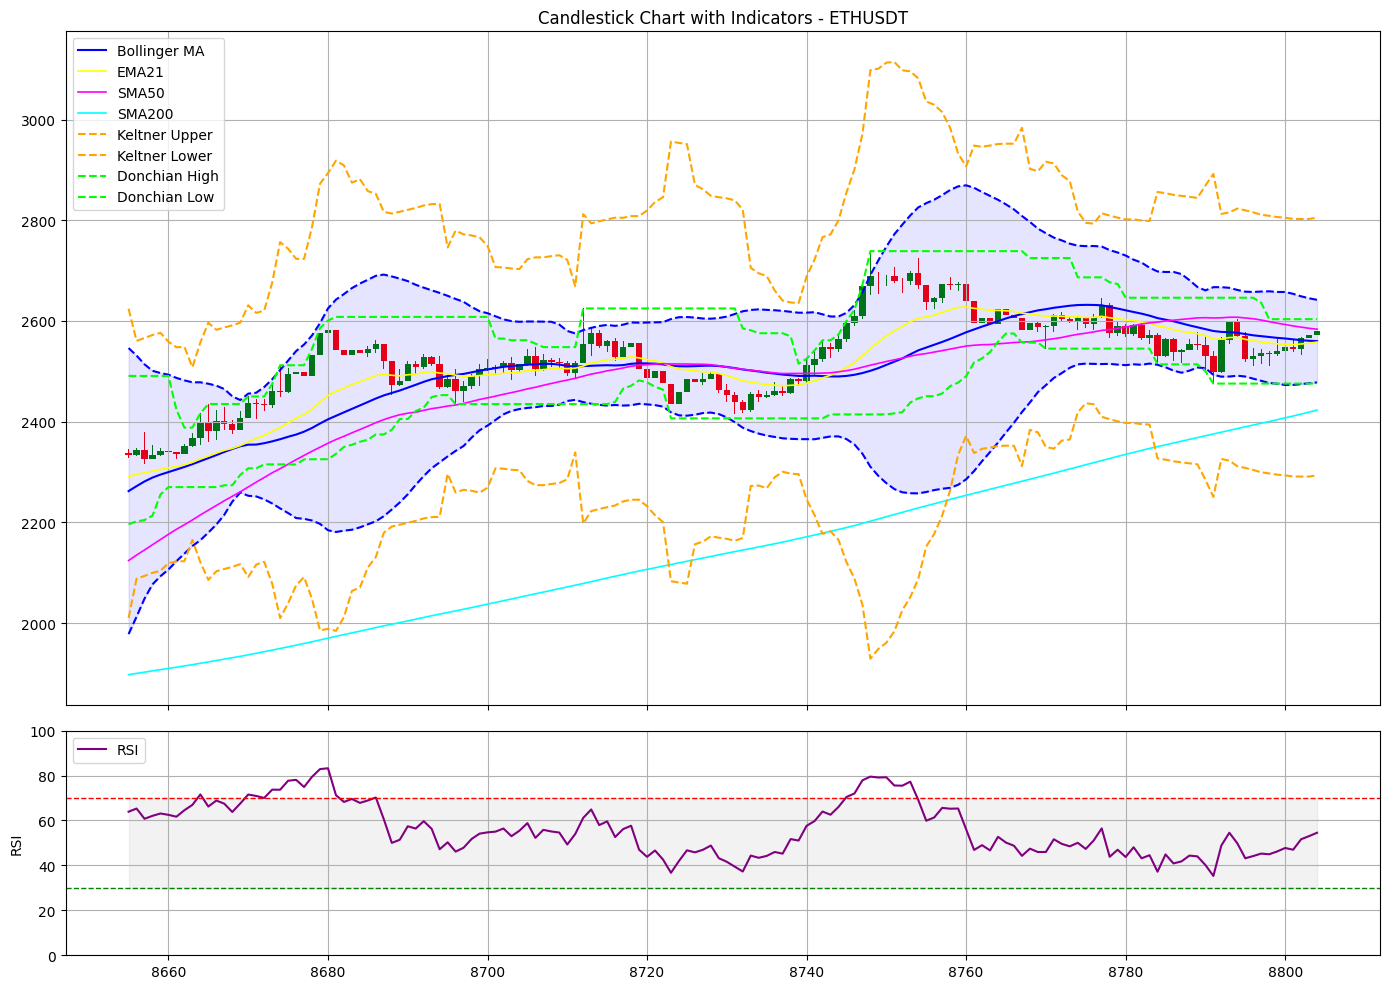 Candlestick Chart with Indicators - ETHUSDT
Bollinger MA
EMA21
SMA50
SMA200
Keltner Upper
Keltner Lower
Donchian High
Donchian Low
3000
2800
2600
2400
2200
2000
RSI
100
80
60
40
20
0
RSI
8660 8680 8700 8720 8740 8760 8780 8800